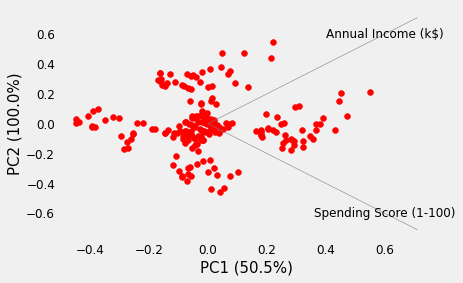 Annual Income (k$)
0.6
0.4
0.2
0.0
−0.2
−0.4
−0.6
PC2 (100.0%)
Spending Score (1-100)
−0.4 −0.2 0.0 0.2 0.4 0.6
PC1 (50.5%)